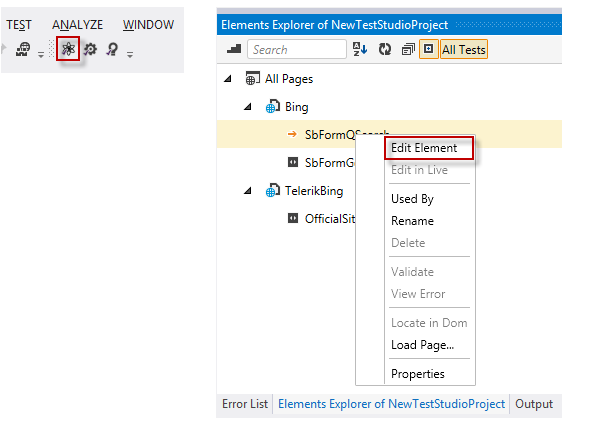 TEST ANALYZE WINDOW
Elements Explorer of NewTestStudioProject
Search All Tests
All Pages
Bing
SbFormQSearch
Edit Element
SbFormG
Edit in Live
TelerikBing
Used By
OfficialSit
Rename
Delete
Validate
View Error
Locate in Dom
Load Page...
Properties
Error List Elements Explorer of NewTestStudioProject Output